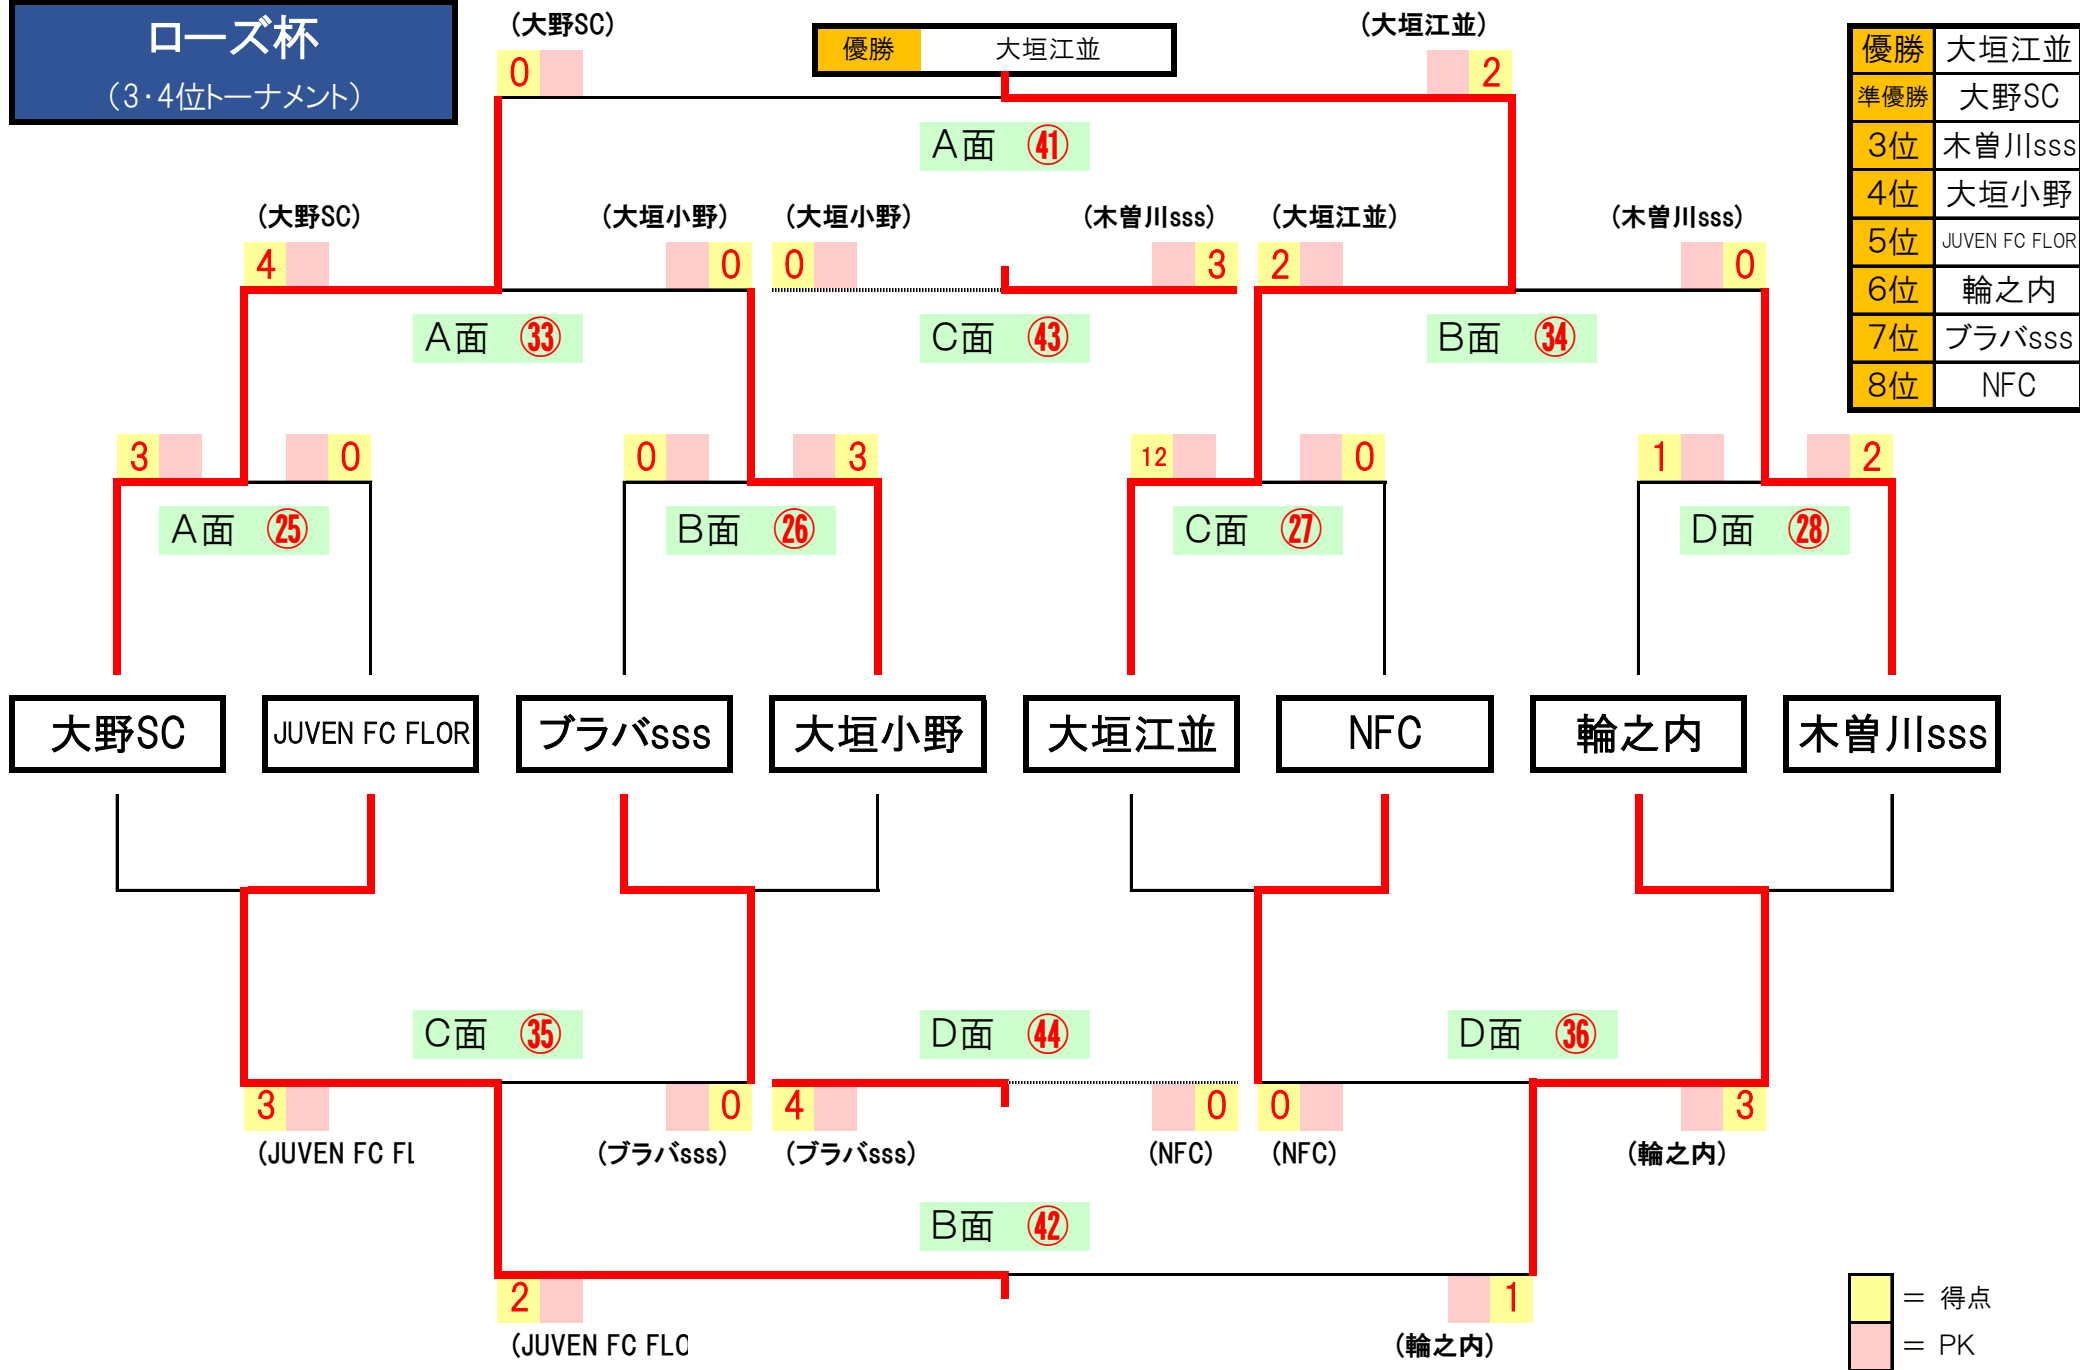 ローズ杯
（3・4位トーナメント）
(大野SC)
優勝 大垣江並
(大垣江並)
0 2
A面 ㊶
優勝 大垣江並
準優勝 大野SC
3位 木曽川sss
4位 大垣小野
5位 JUVEN FC FLOR
6位 輪之内
7位 ブラバsss
8位 NFC
(大野SC) (大垣小野) (大垣小野) (木曽川sss) (大垣江並) (木曽川sss)
4 0 0 3 2 0
A面 ㉝ C面 ㊸ B面 ㉞
3 0 0 3 12 0 1 2
A面 ㉕ B面 ㉖ C面 ㉗ D面 ㉘
大野SC JUVEN FC FLOR ブラバsss 大垣小野 大垣江並 NFC 輪之内 木曽川sss
C面 ㉟ D面 ㊹ D面 ㊱
3 0 4 0 0 3
(JUVEN FC FL (ブラバsss) (ブラバsss) (NFC) (NFC) (輪之内)
B面 ㊷
2 1
(JUVEN FC FLO (輪之内)
＝ 得点
＝ PK